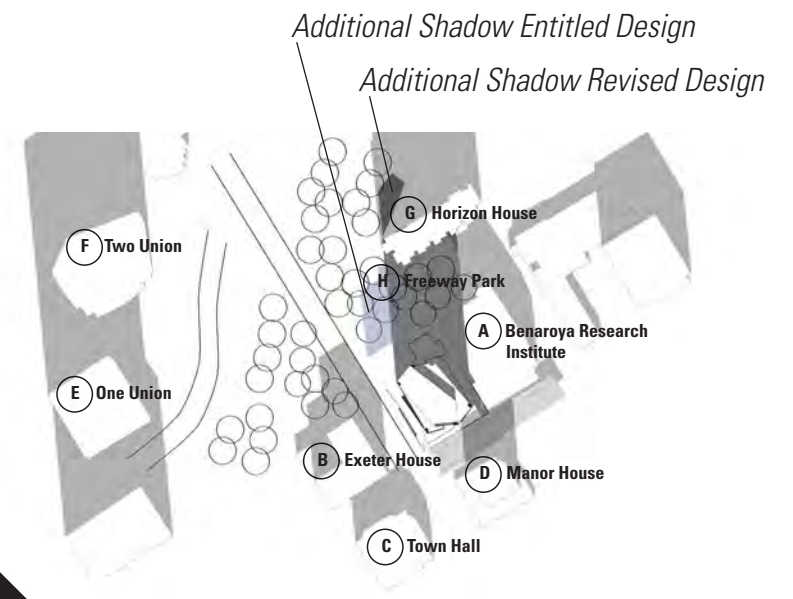 Additional Shadow Entitled Design
Additional Shadow Revised Design
G Horizon House
F Two Union
H Freeway Park
A Benaroya Research
Institute
E One Union
B Exeter House
D Manor House
C Town Hall